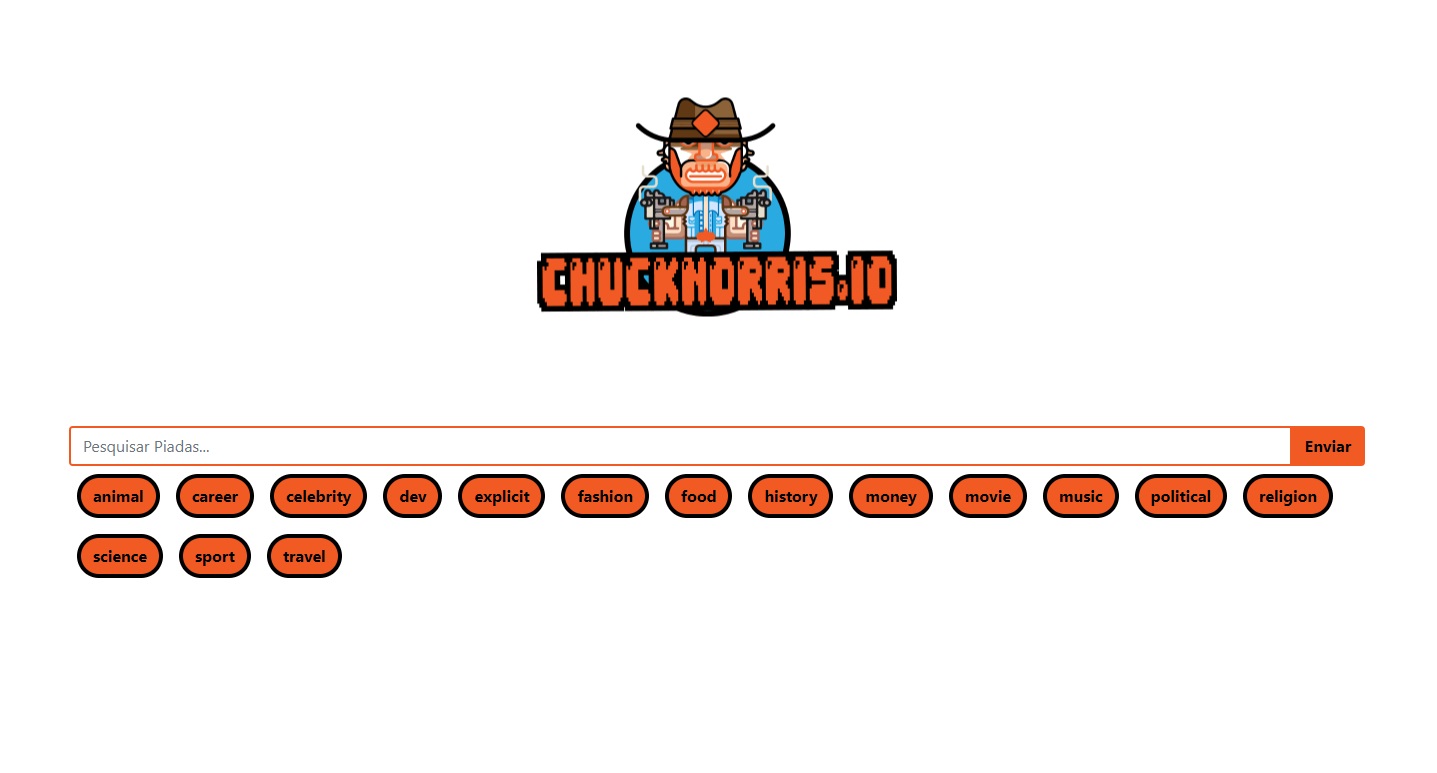 CHUCKNORRIS.IO
Pesquisar Piadas... Enviar
animal career celebrity dev explicit fashion food history money movie music political religion
science sport travel